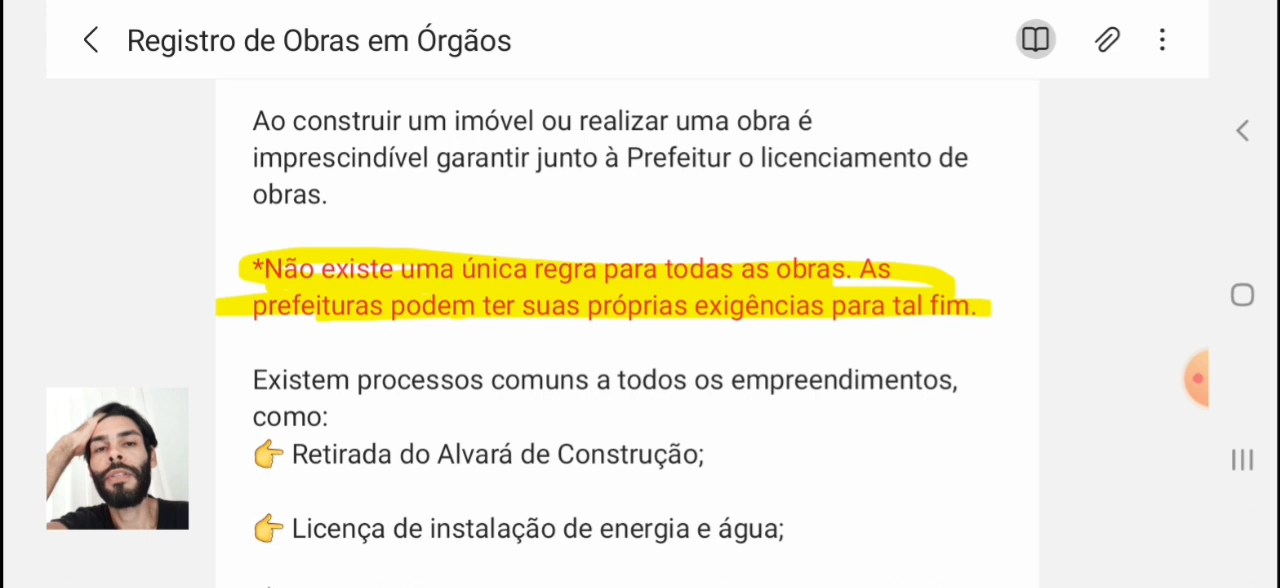 Registro de Obras em Órgãos
Ao construir um imóvel ou realizar uma obra é
imprescindível garantir junto à Prefeitur o licenciamento de
obras.
*Não existe uma única regra para todas as obras. As
prefeituras podem ter suas próprias exigências para tal fim.
Existem processos comuns a todos os empreendimentos,
como:
👉 Retirada do Alvará de Construção;
👉 Licença de instalação de energia e água;